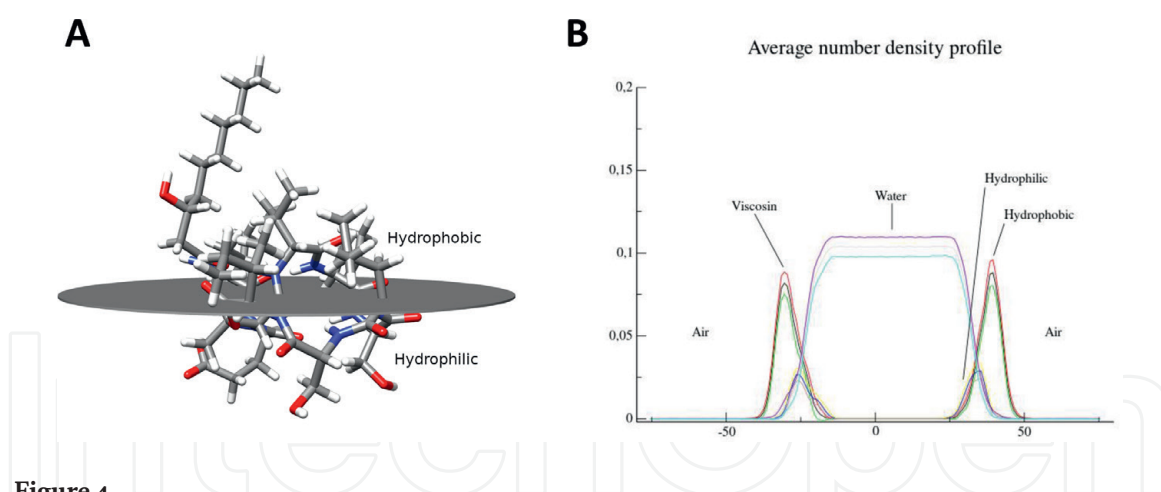 A
Hydrophobic
Hydrophilic
B
Average number density profile
0,2
0,15
0,1
0,05
0
-50
0
50
Viscosin
Water
Hydrophilic
Hydrophobic
Air
Air
IntechOpen
Figure 4